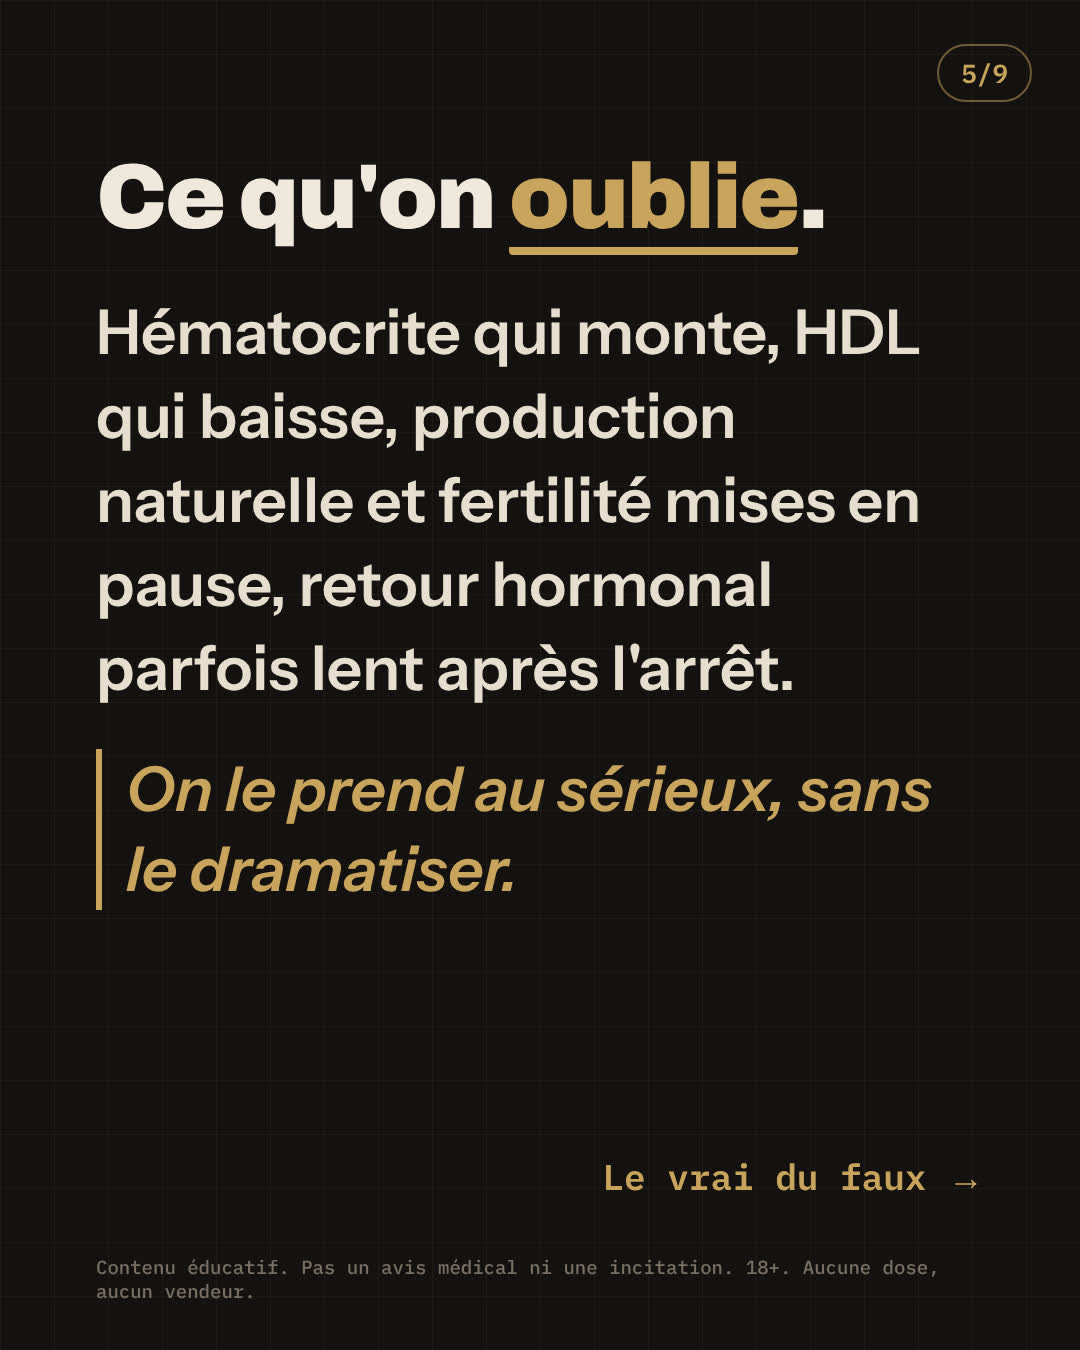 5/9
Ce qu'on oublie.
Hématocrite qui monte, HDL
qui baisse, production
naturelle et fertilité mises en
pause, retour hormonal
parfois lent après l'arrêt.
On le prend au sérieux, sans
le dramatiser.
Le vrai du faux →
Contenu éducatif. Pas un avis médical ni une incitation. 18+. Aucune dose,
aucun vendeur.